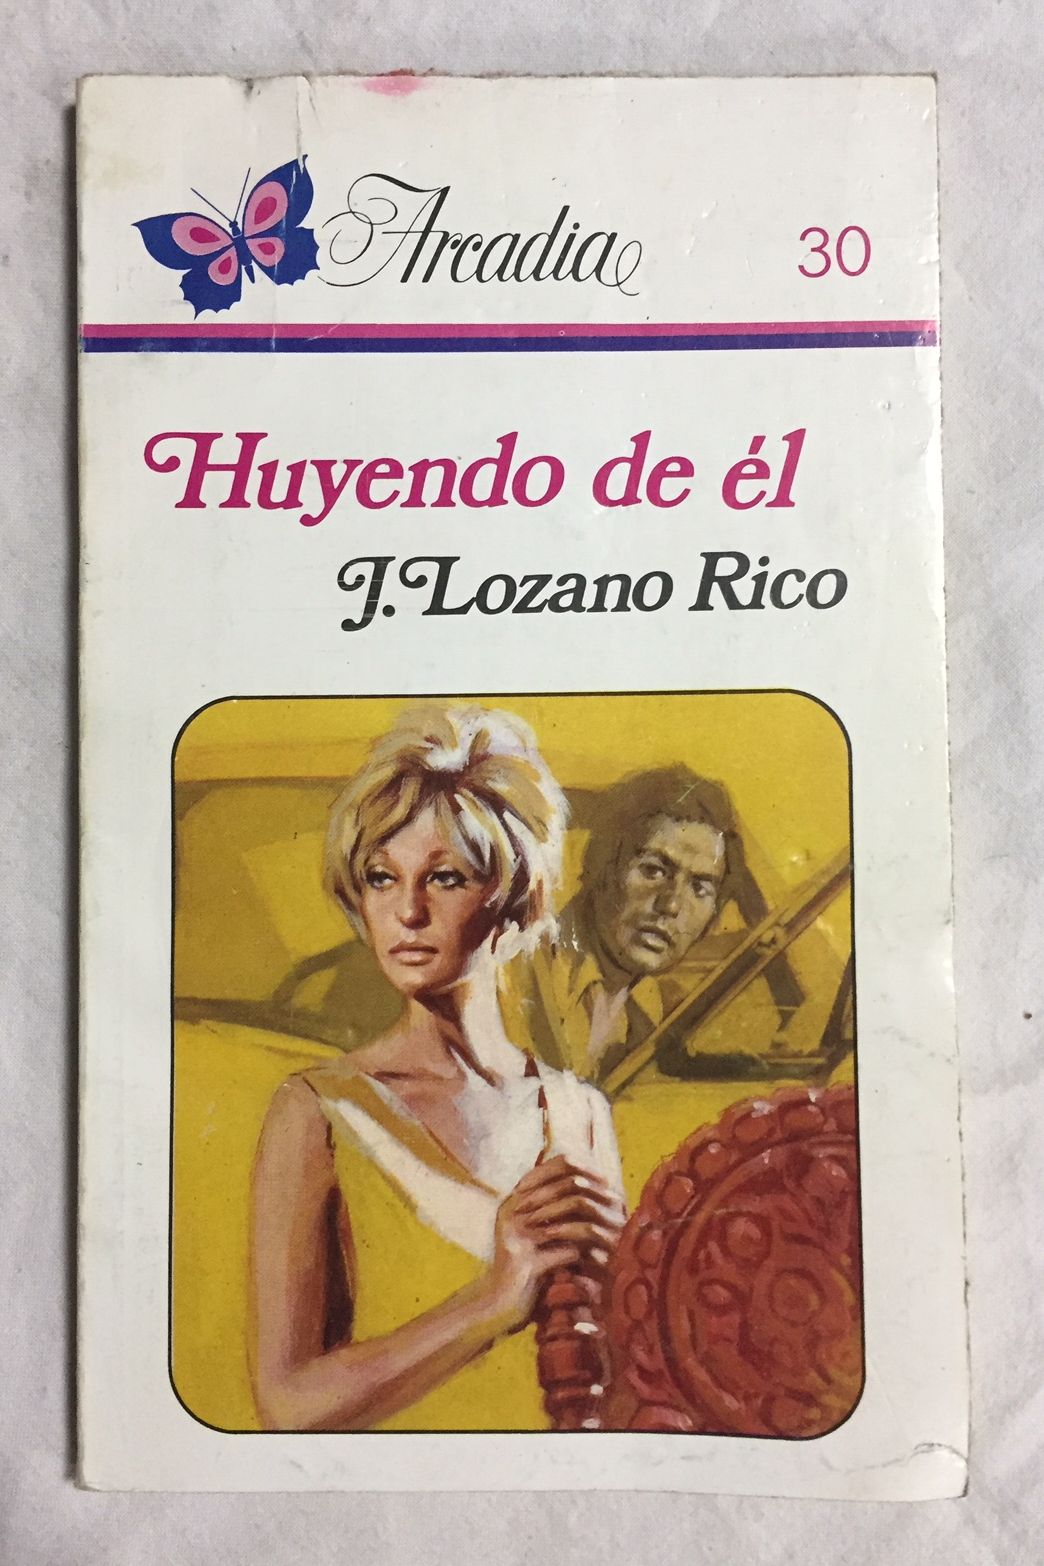 Arcadia 30
Huyendo de él
J. Lozano Rico